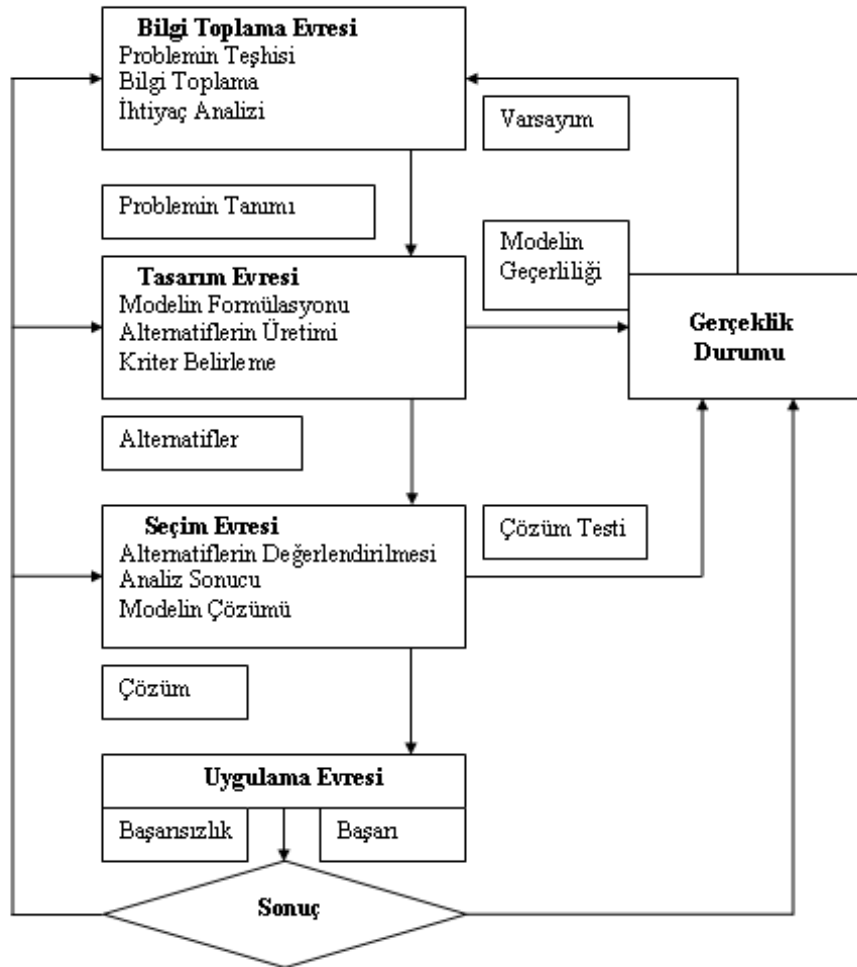 Bilgi Toplama Evresi
Problemin Teşhisi
Bilgi Toplama
İhtiyaç Analizi
Varsayım
Problemin Tanımı
Modelin
Geçerliliği
Tasarım Evresi
Modelin Formülasyonu
Alternatiflerin Üretimi
Kriter Belirleme
Gerçeklik
Durumu
Alternatifler
Seçim Evresi
Alternatiflerin Değerlendirilmesi
Analiz Sonucu
Modelin Çözümü
Çözüm Testi
Çözüm
Uygulama Evresi
Başarısızlık
Başarı
Sonuç